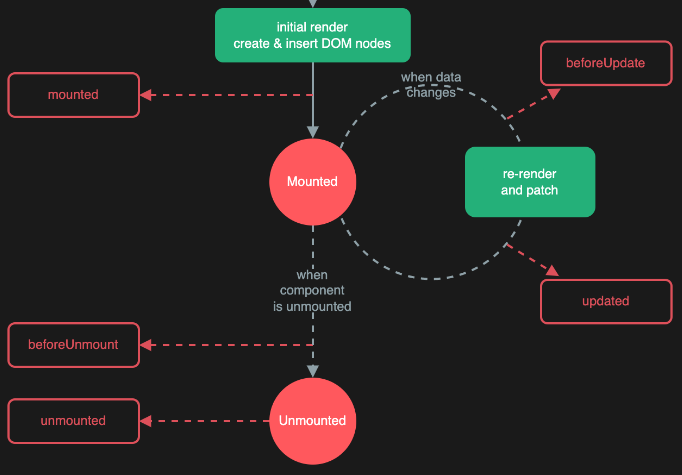 initial render
create & insert DOM nodes
beforeUpdate
when data
changes
mounted
Mounted
re-render
and patch
when
component
is unmounted
updated
beforeUnmount
unmounted
Unmounted